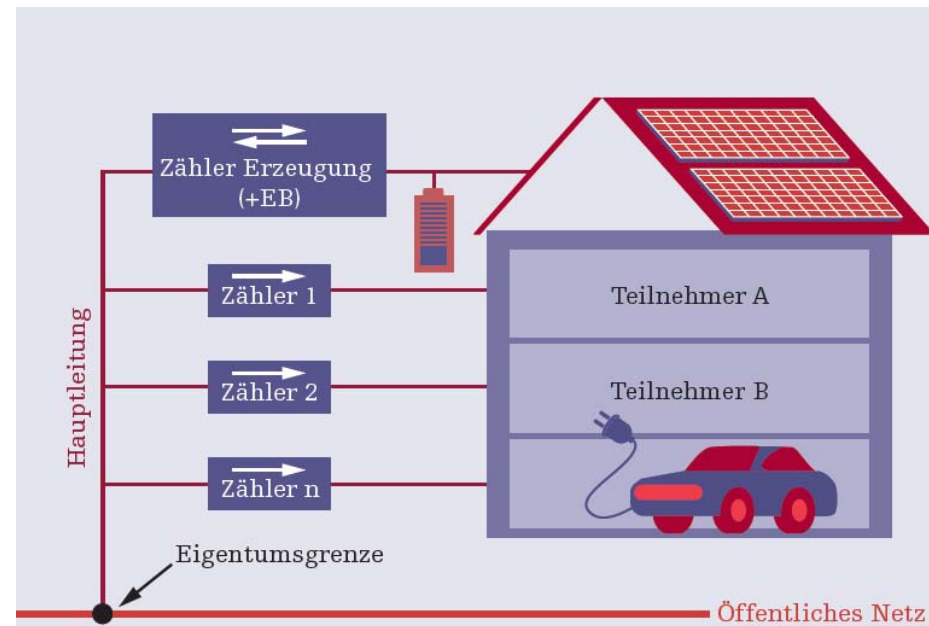 Zähler Erzeugung
(+EB)
Zähler 1
Teilnehmer A
Zähler 2
Teilnehmer B
Zähler n
Hauptleitung
Eigentumsgrenze
Öffentliches Netz